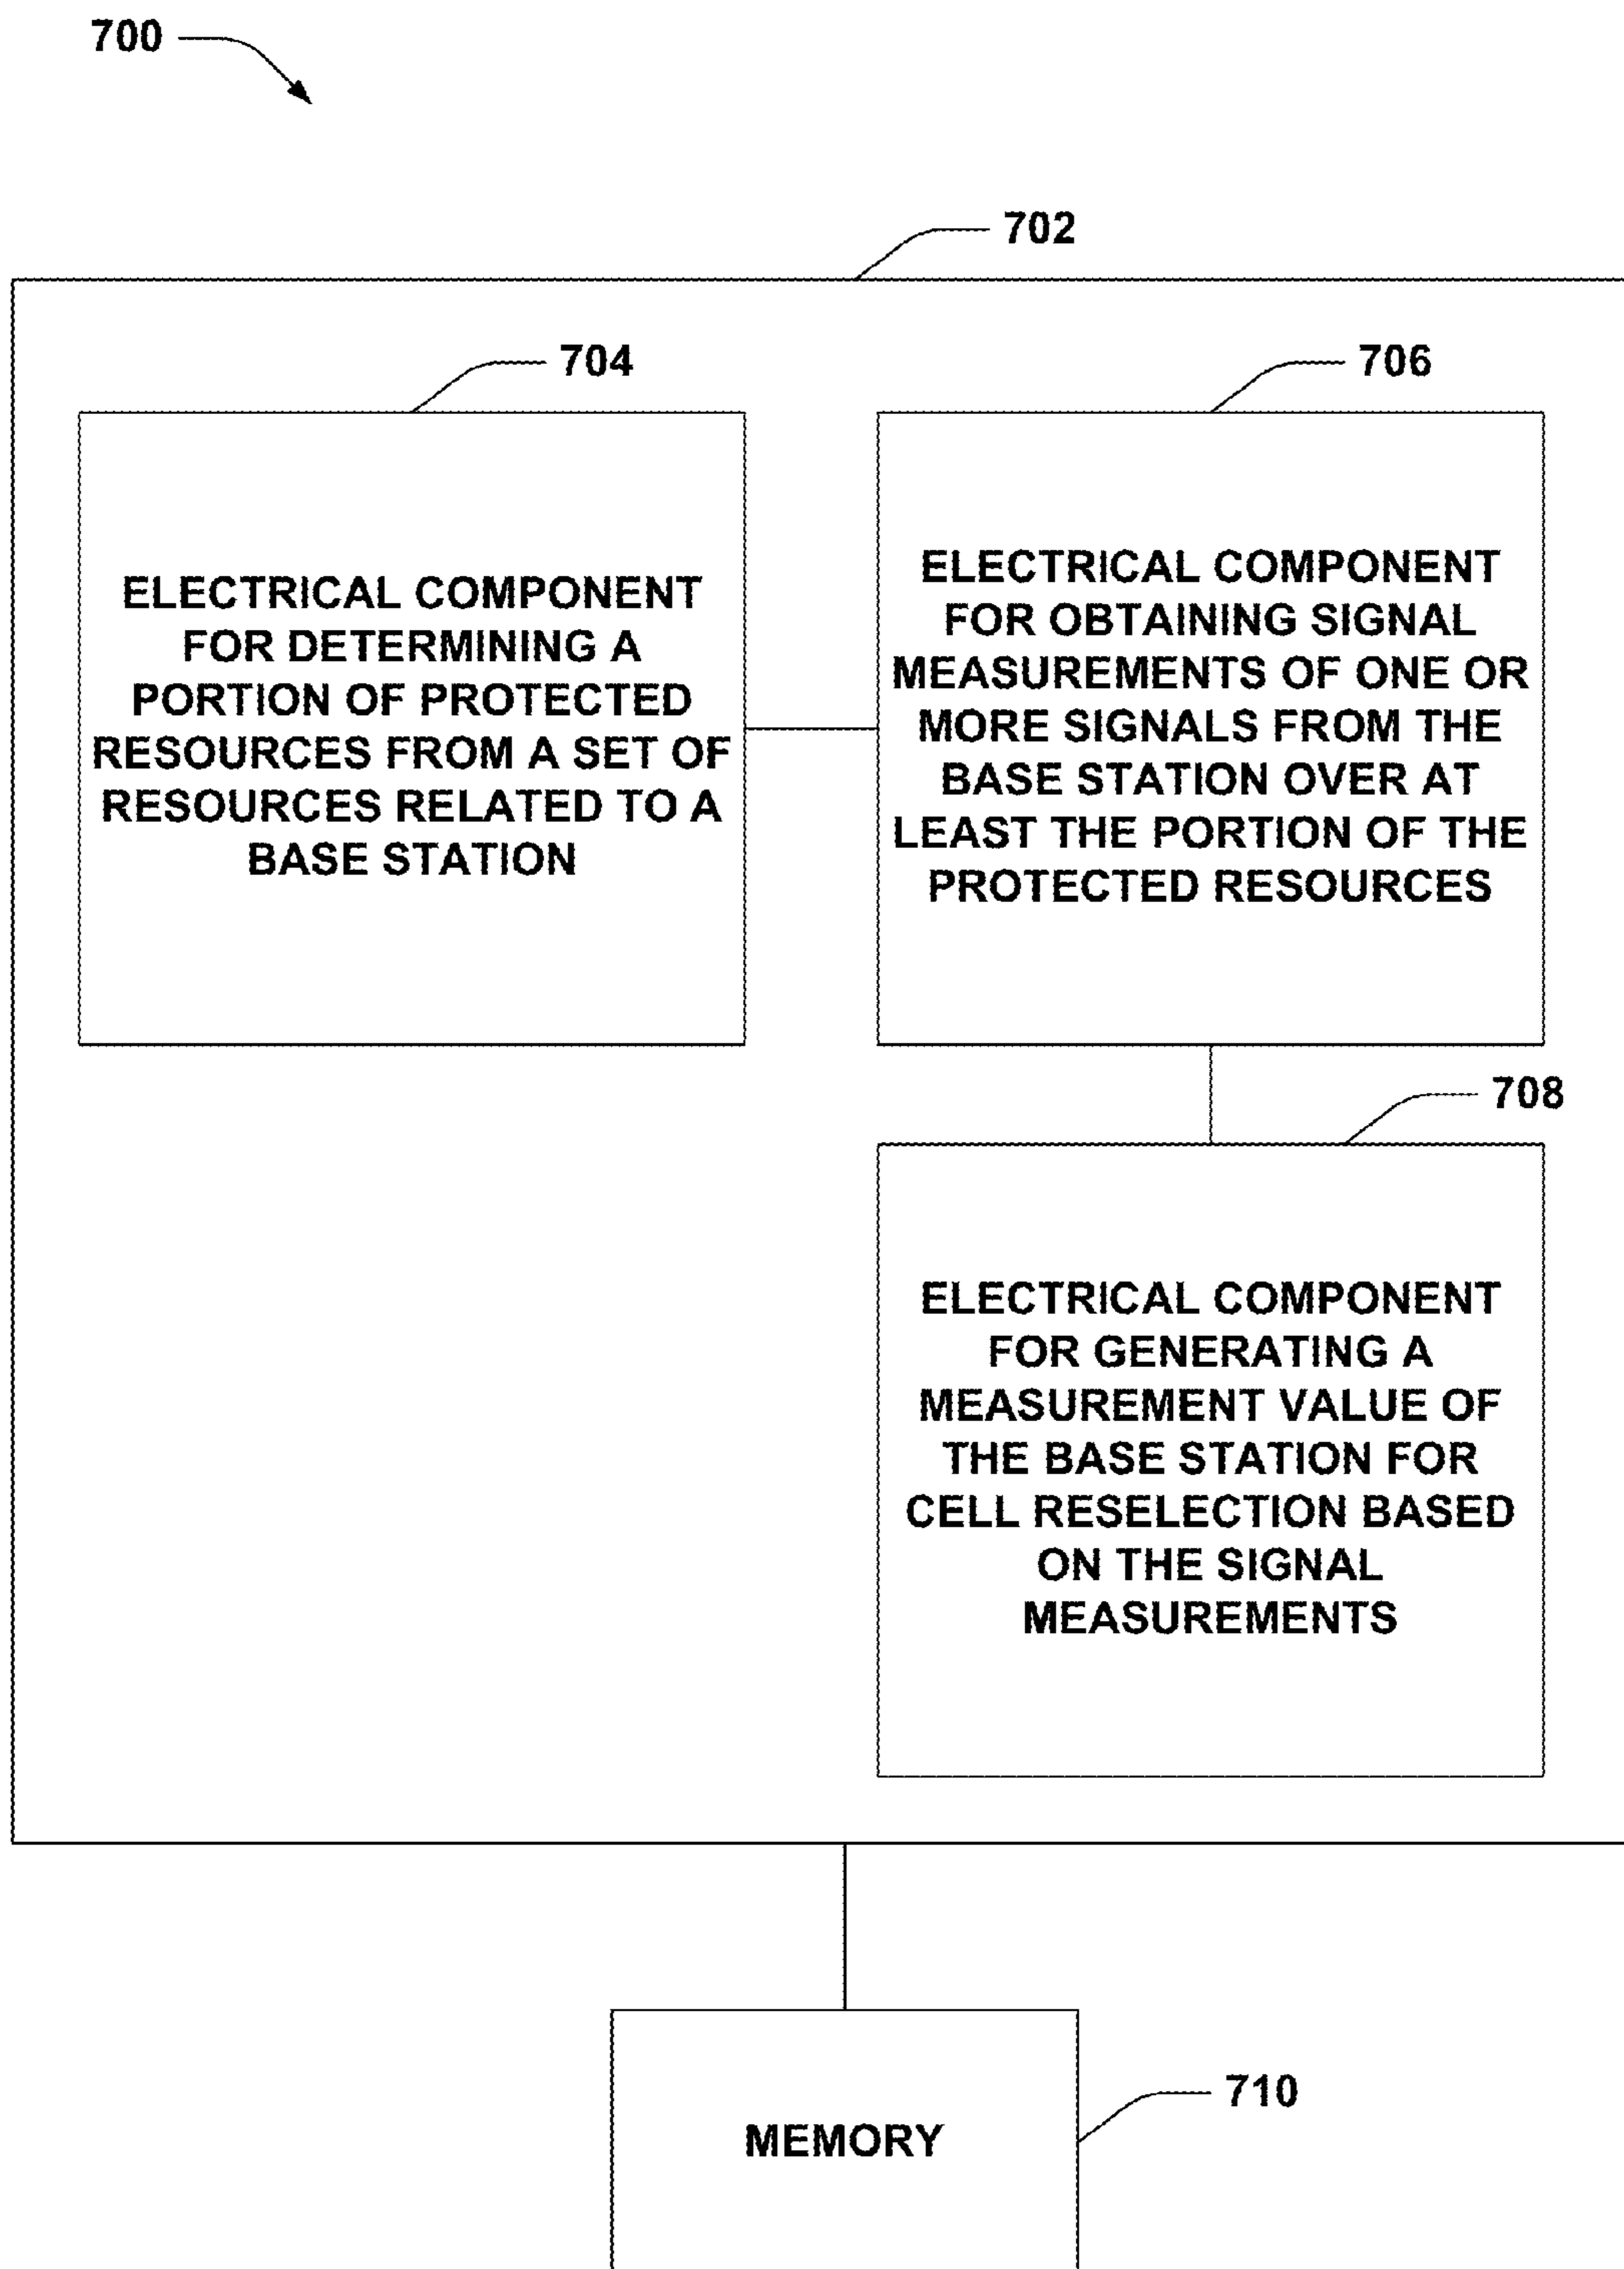 700
702
704
706
ELECTRICAL COMPONENT
FOR DETERMINING A
PORTION OF PROTECTED
RESOURCES FROM A SET OF
RESOURCES RELATED TO A
BASE STATION
ELECTRICAL COMPONENT
FOR OBTAINING SIGNAL
MEASUREMENTS OF ONE OR
MORE SIGNALS FROM THE
BASE STATION OVER AT
LEAST THE PORTION OF THE
PROTECTED RESOURCES
708
ELECTRICAL COMPONENT
FOR GENERATING A
MEASUREMENT VALUE OF
THE BASE STATION FOR
CELL RESELECTION BASED
ON THE SIGNAL
MEASUREMENTS
710
MEMORY